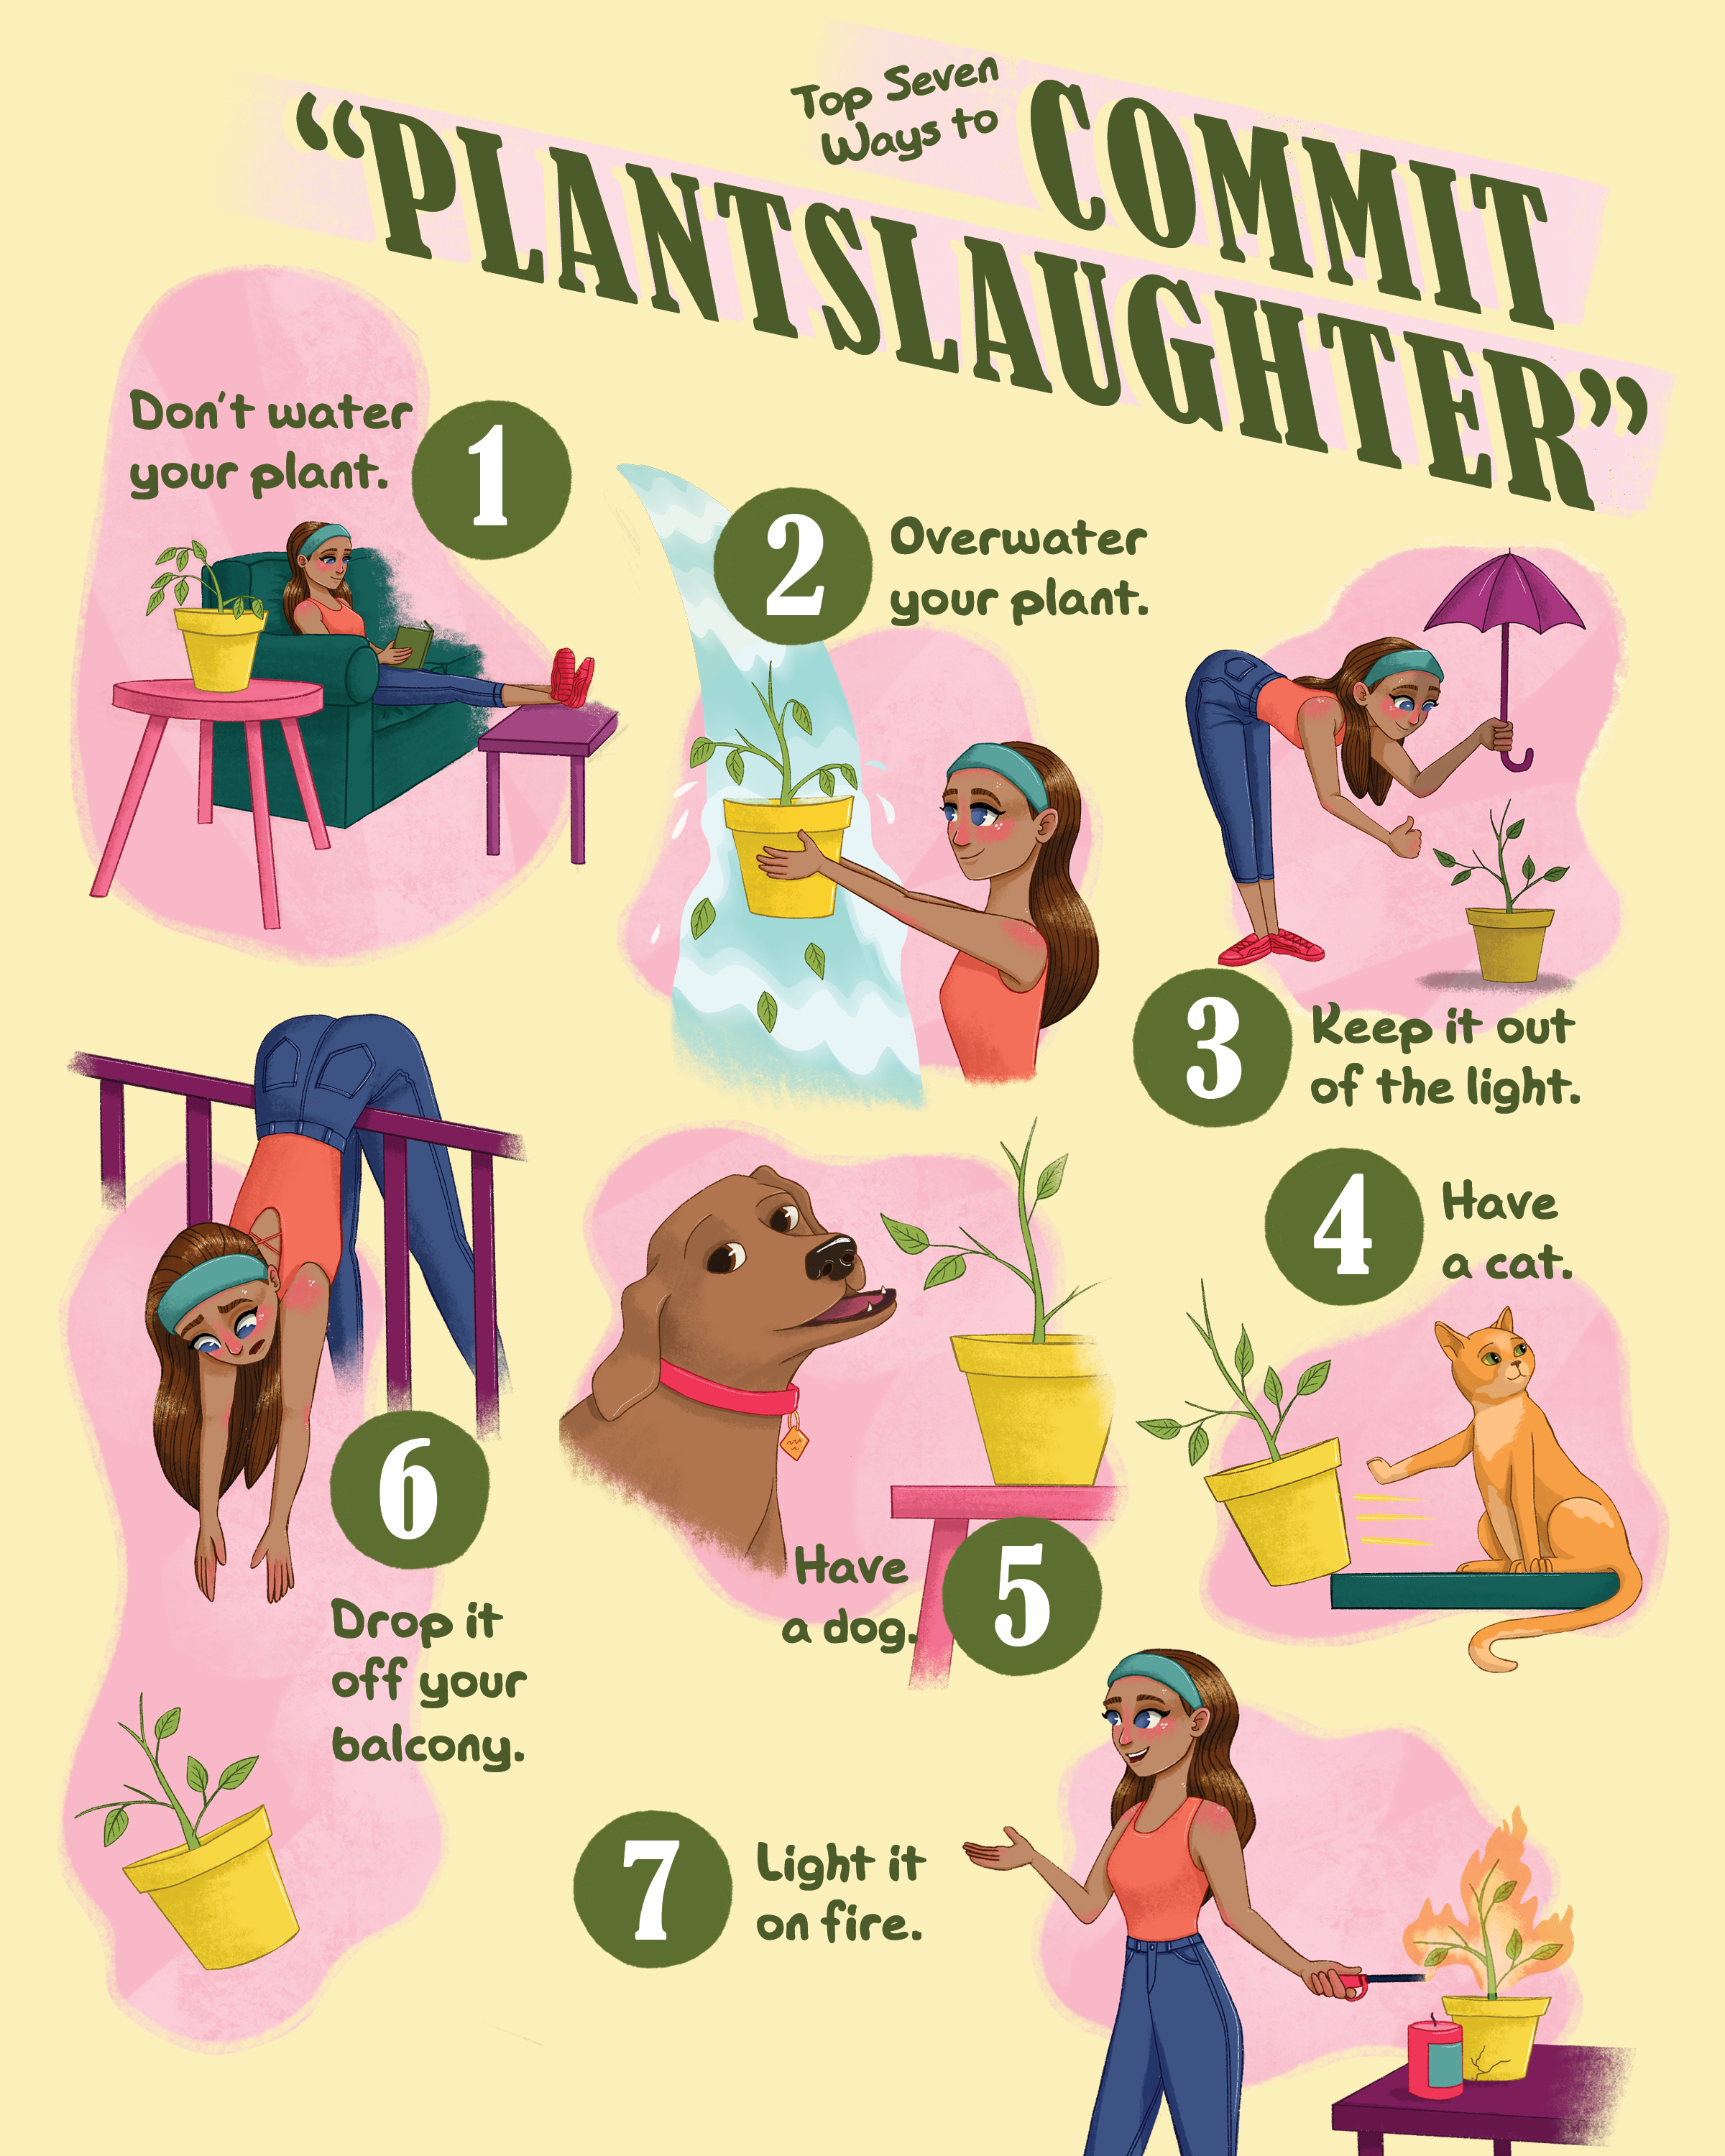 Top Seven
Ways to COMMIT
“PLANTSLAUGHTER”
Don't water
your plant.
1
2
Overwater
your plant.
3
Keep it out
of the light.
4
Have
a cat.
Have
a dog.
5
6
Drop it
off your
balcony.
7
Light it
on fire.